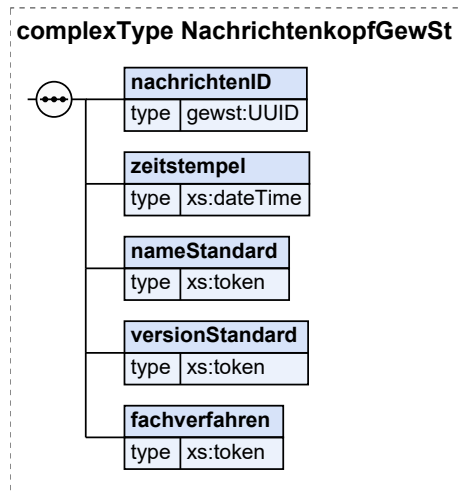 complexType NachrichtenkopfGewSt
nachrichtenID
type gewst:UUID
zeitstempel
type xs:dateTime
nameStandard
type xs:token
versionStandard
type xs:token
fachverfahren
type xs:token